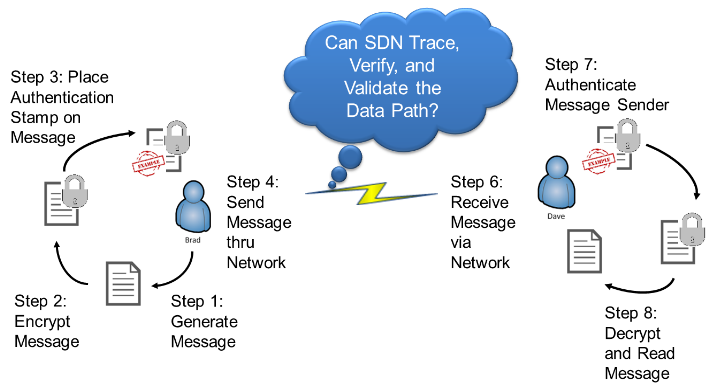 Can SDN Trace,
Verify, and
Validate the
Data Path?
Step 3: Place
Authentication
Stamp on
Message
EXAMPLE
Step 4:
Send
Message
thru
Network
Brad
Step 2:
Encrypt
Message
Step 1:
Generate
Message
Step 6:
Receive
Message
via
Network
Step 7:
Authenticate
Message Sender
EXAMPLE
Dave
Step 8:
Decrypt
and Read
Message